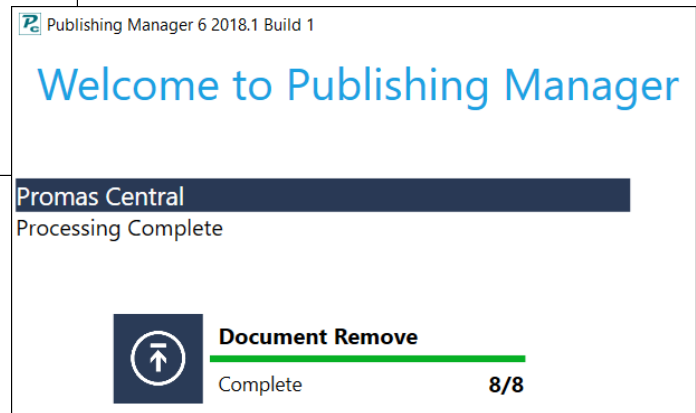 Publishing Manager 6 2018.1 Build 1
Welcome to Publishing Manager
Promas Central
Processing Complete
Document Remove
Complete 8/8